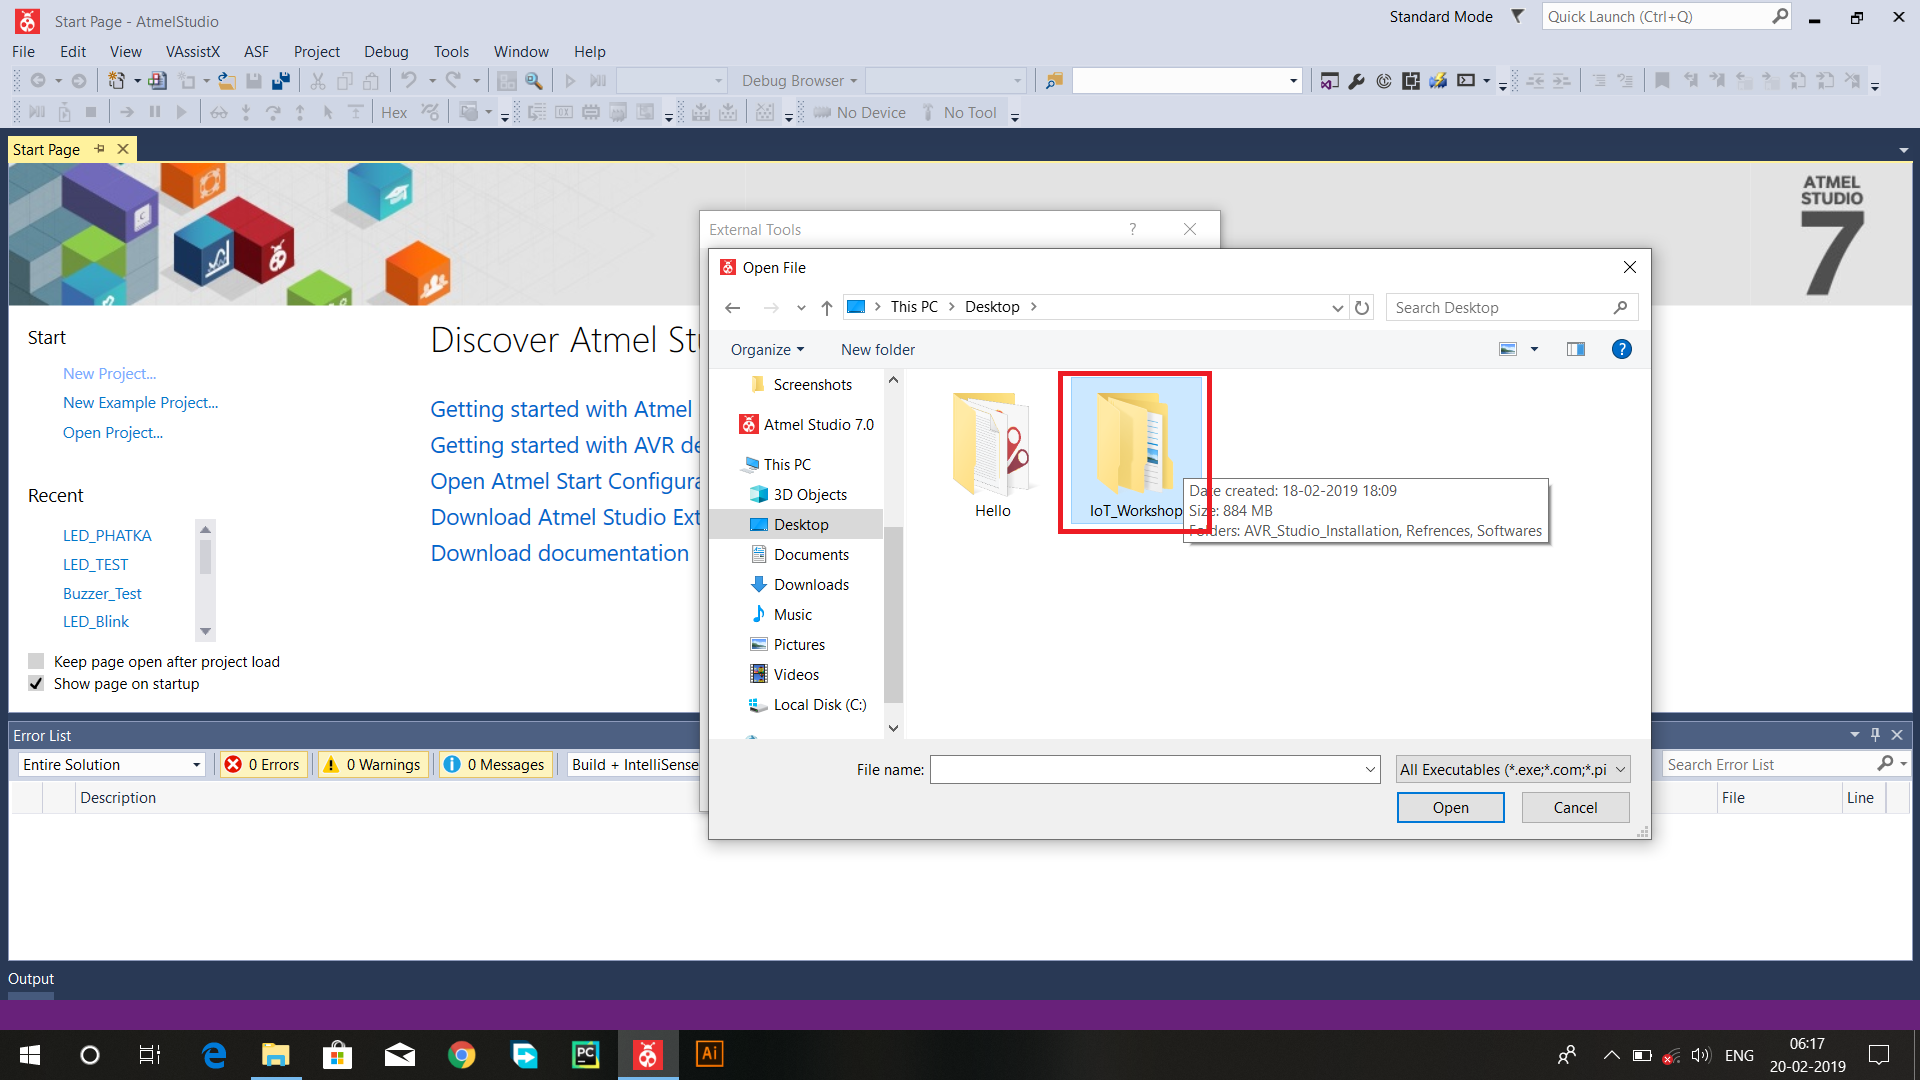 Start Page - AtmelStudio
Standard Mode
Quick Launch (Ctrl+Q)
File Edit View VAssistX ASF Project Debug Tools Window Help
Debug Browser
Hex
No Device
No Tool
Start Page
ATMEL
STUDIO
7
Start
New Project...
New Example Project...
Open Project...
Recent
LED_PHATKA
LED_TEST
Buzzer_Test
LED_Blink
Keep page open after project load
Show page on startup
Discover Atmel Stu
Getting started with Atmel
Getting started with AVR de
Open Atmel Start Configura
Download Atmel Studio Ext
Download documentation
External Tools
?
Open File
This PC > Desktop >
Search Desktop
Organize
New folder
?
Screenshots
Atmel Studio 7.0
This PC
3D Objects
Desktop
Documents
Downloads
Music
Pictures
Videos
Local Disk (C:)
Hello
IoT_Workshop
Date created: 18-02-2019 18:09
Size: 884 MB
Folders: AVR_Studio_Installation, Refrences, Softwares
File name:
All Executables (*.exe;*.com;*.pi
Open
Cancel
Error List
Entire Solution
0 Errors
0 Warnings
0 Messages
Build + IntelliSense
Search Error List
Description
File
Line
Output
PC
Ai
ENG
06:17
20-02-2019